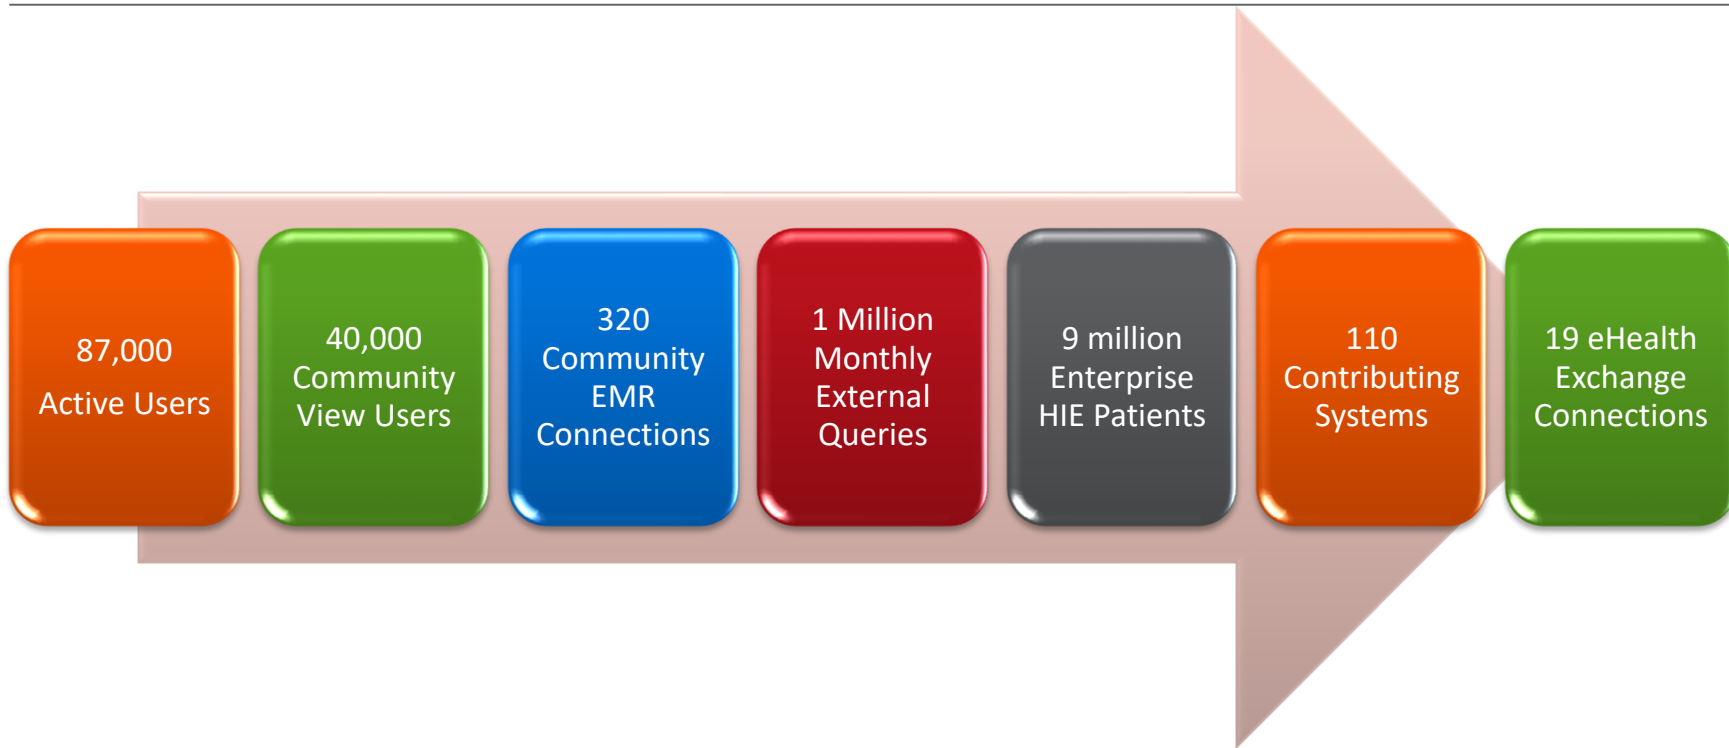 87,000
Active Users
40,000
Community
View Users
320
Community
EMR
Connections
1 Million
Monthly
External
Queries
9 million
Enterprise
HIE Patients
110
Contributing
Systems
19 eHealth
Exchange
Connections